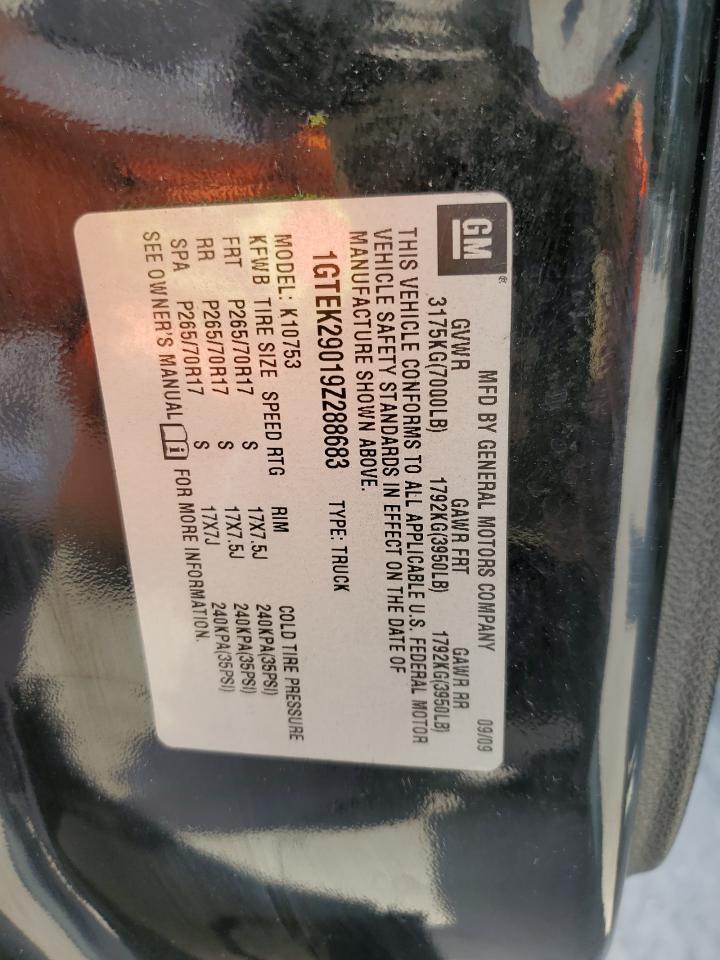 GM®
MFD BY GENERAL MOTORS COMPANY 09/09
GVWR GAWR FRT GAWR RR
3175KG(7000LB) 1792KG(3950LB) 1792KG(3950LB)
THIS VEHICLE CONFORMS TO ALL APPLICABLE U.S. FEDERAL MOTOR
VEHICLE SAFETY STANDARDS IN EFFECT ON THE DATE OF
MANUFACTURE SHOWN ABOVE.
1GTEK29019Z288683 TYPE: TRUCK
MODEL: K10753
KFWB TIRE SIZE SPEED RTG RIM COLD TIRE PRESSURE
FRT P265/70R17 S 17X7.5J 240KPA(35PSI)
RR P265/70R17 S 17X7.5J 240KPA(35PSI)
SPA P265/70R17 S 17X7J 240KPA(35PSI)
SEE OWNER'S MANUAL i FOR MORE INFORMATION.